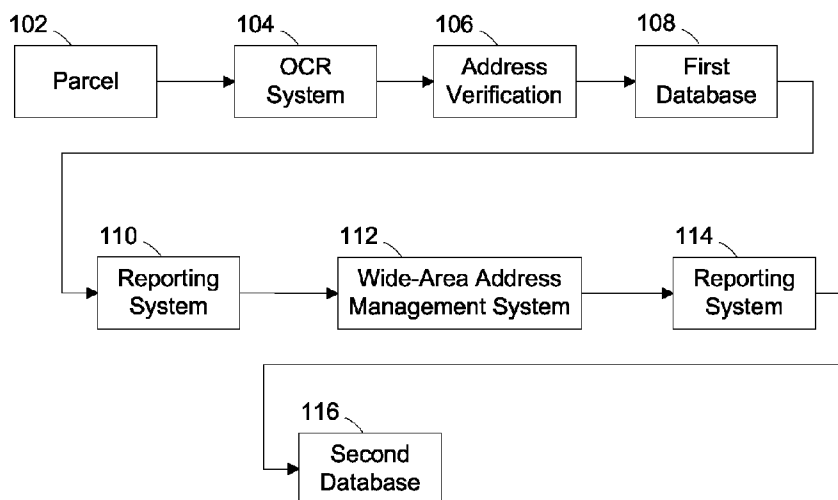 102
Parcel
104
OCR
System
106
Address
Verification
108
First
Database
110
Reporting
System
112
Wide-Area Address
Management System
114
Reporting
System
116
Second
Database